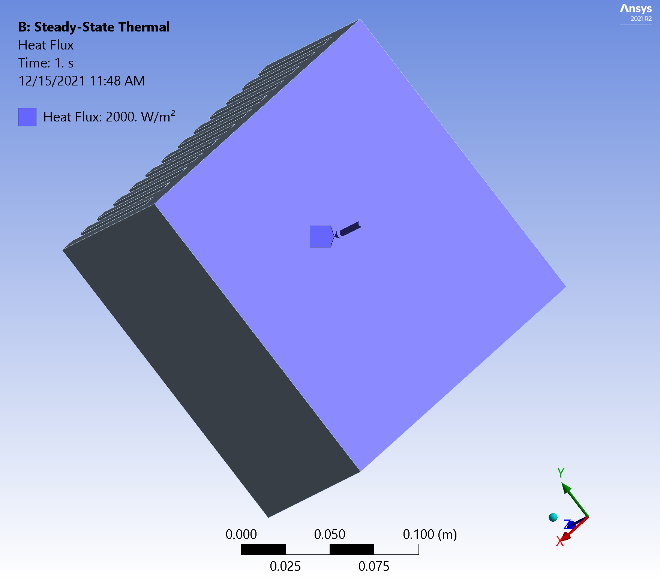 Ansys
2021 R2
B: Steady-State Thermal
Heat Flux
Time: 1. s
12/15/2021 11:48 AM
Heat Flux: 2000. W/m²
Y
Z
X
0.000 0.050 0.100 (m)
0.025 0.075